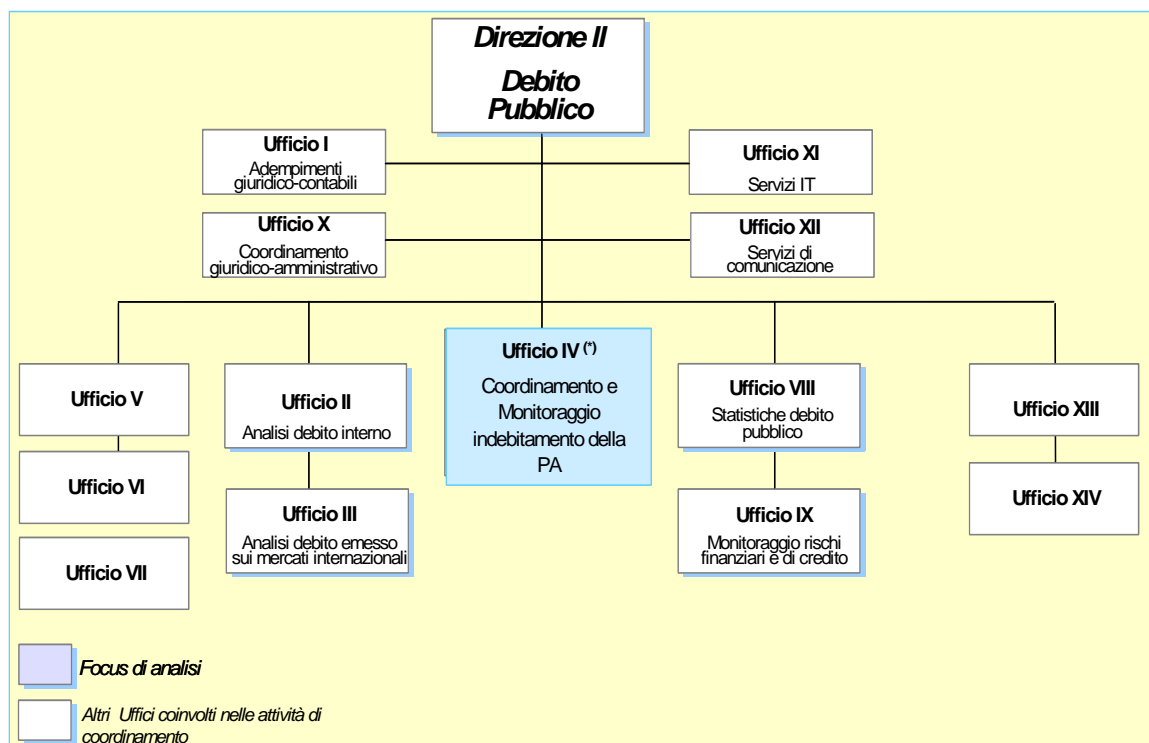 Direzione II
Debito
Pubblico
Ufficio I
Adempimenti
giuridico-contabili
Ufficio XI
Servizi IT
Ufficio X
Coordinamento
giuridico-amministrativo
Ufficio XII
Servizi di
comunicazione
Ufficio V
Ufficio VI
Ufficio VII
Ufficio II
Analisi debito interno
Ufficio III
Analisi debito emesso
sui mercati internazionali
Ufficio IV (*)
Coordinamento e
Monitoraggio
indebitamento della
PA
Ufficio VIII
Statistiche debito
pubblico
Ufficio IX
Monitoraggio rischi
finanziari e di credito
Ufficio XIII
Ufficio XIV
Focus di analisi
Altri Uffici coinvolti nelle attività di
coordinamento